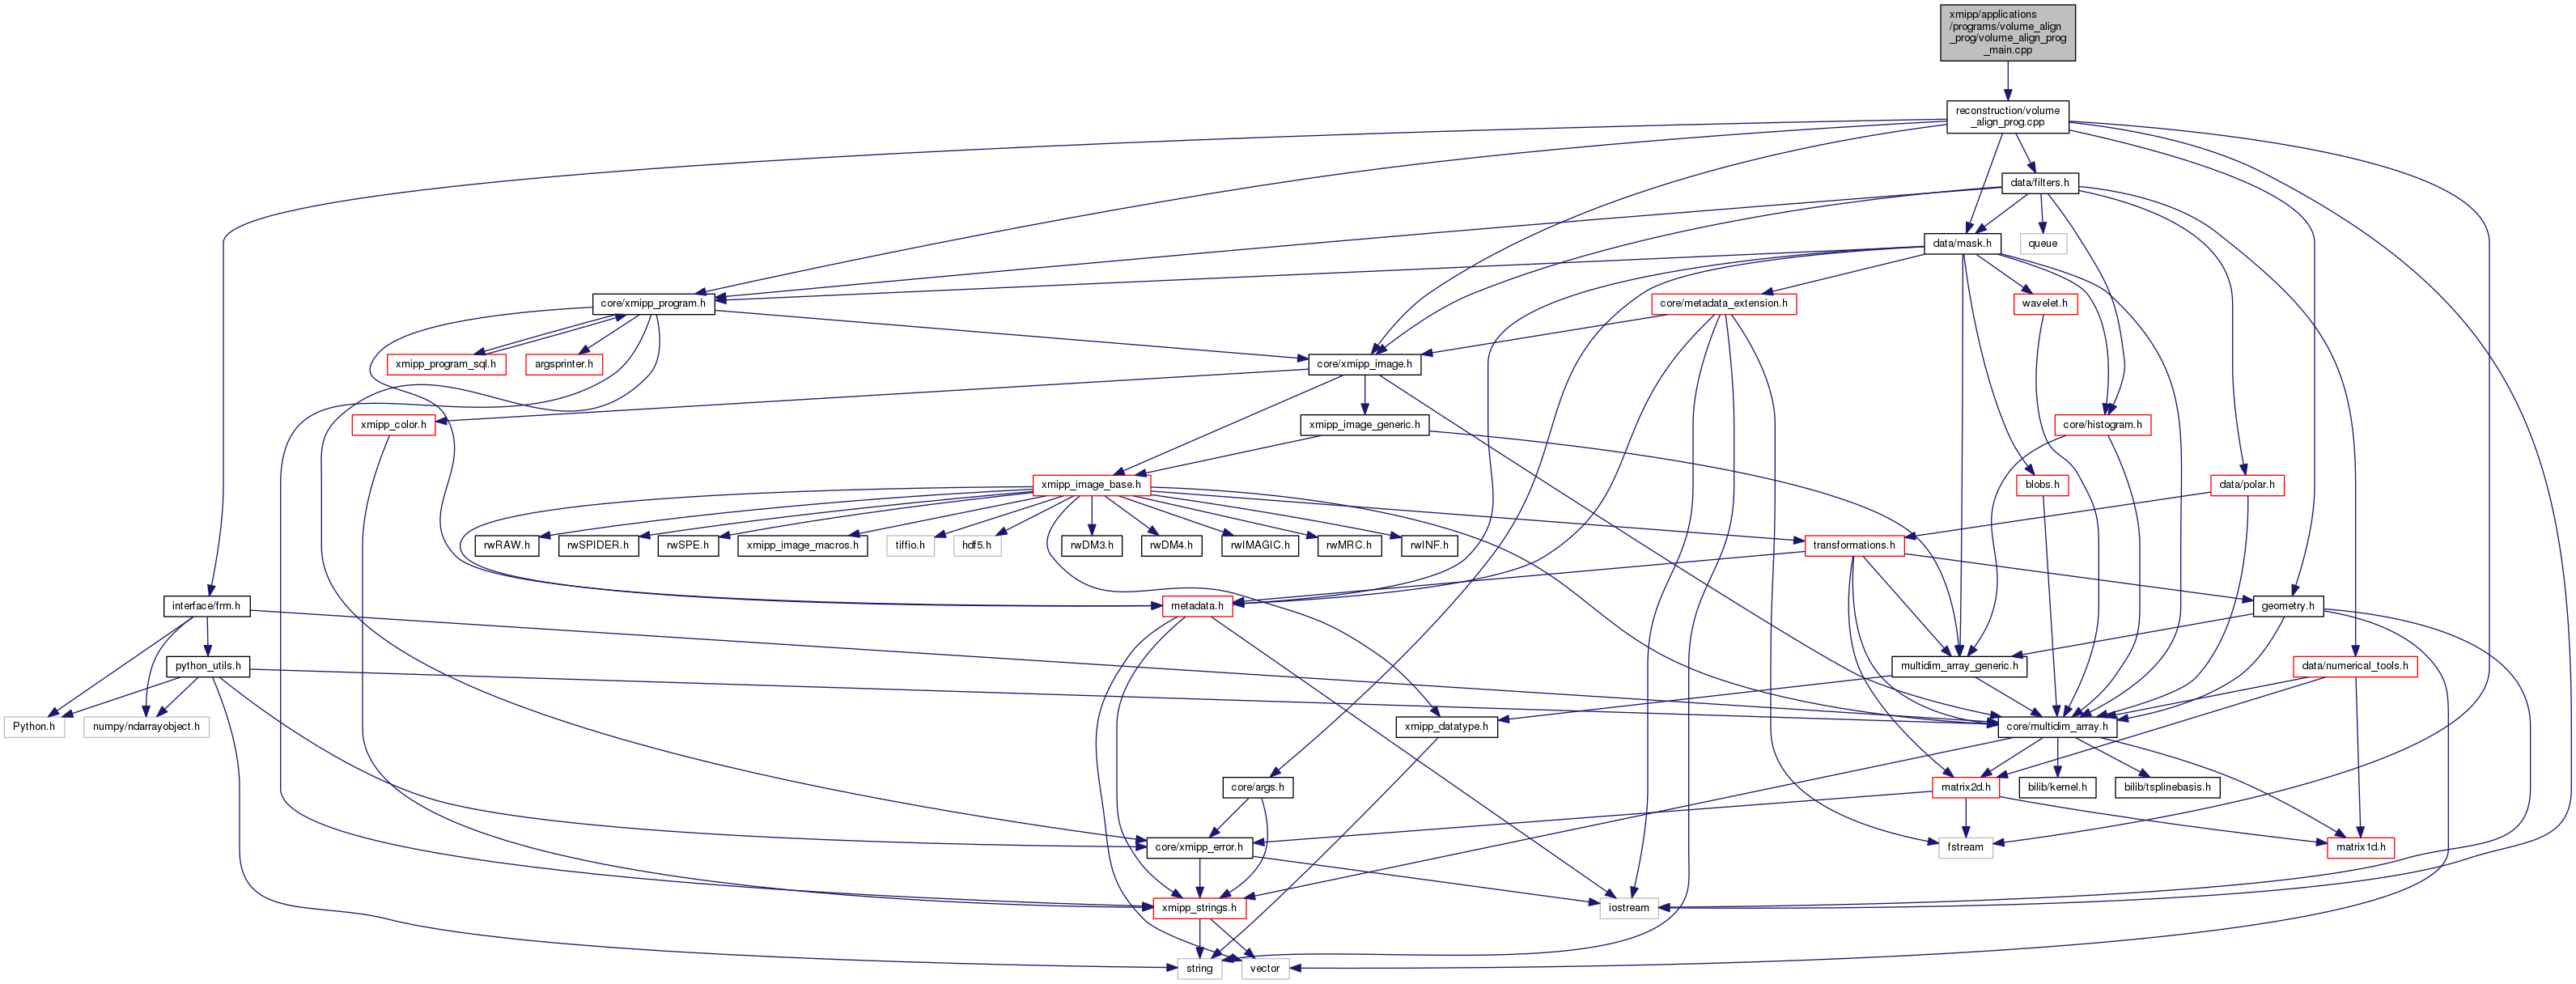 xmipp/applications
/programs/volume_align
_prog/volume_align_prog
_main.cpp
reconstruction/volume
_align_prog.cpp
data/filters.h
data/mask.h
queue
core/xmipp_program.h
core/metadata_extension.h
wavelet.h
xmipp_program_sql.h
argsprinter.h
core/xmipp_image.h
xmipp_color.h
xmipp_image_generic.h
core/histogram.h
xmipp_image_base.h
blobs.h
data/polar.h
rwRAW.h
rwSPIDER.h
rwSPE.h
xmipp_image_macros.h
tiffio.h
hdf5.h
rwDM3.h
rwDM4.h
rwIMAGIC.h
rwMRC.h
rwINF.h
transformations.h
interface/frm.h
metadata.h
geometry.h
python_utils.h
multidim_array_generic.h
data/numerical_tools.h
Python.h
numpy/ndarrayobject.h
xmipp_datatype.h
core/multidim_array.h
core/args.h
matrix2d.h
bilib/kernel.h
bilib/tsplinebasis.h
core/xmipp_error.h
fstream
matrix1d.h
xmipp_strings.h
iostream
string
vector